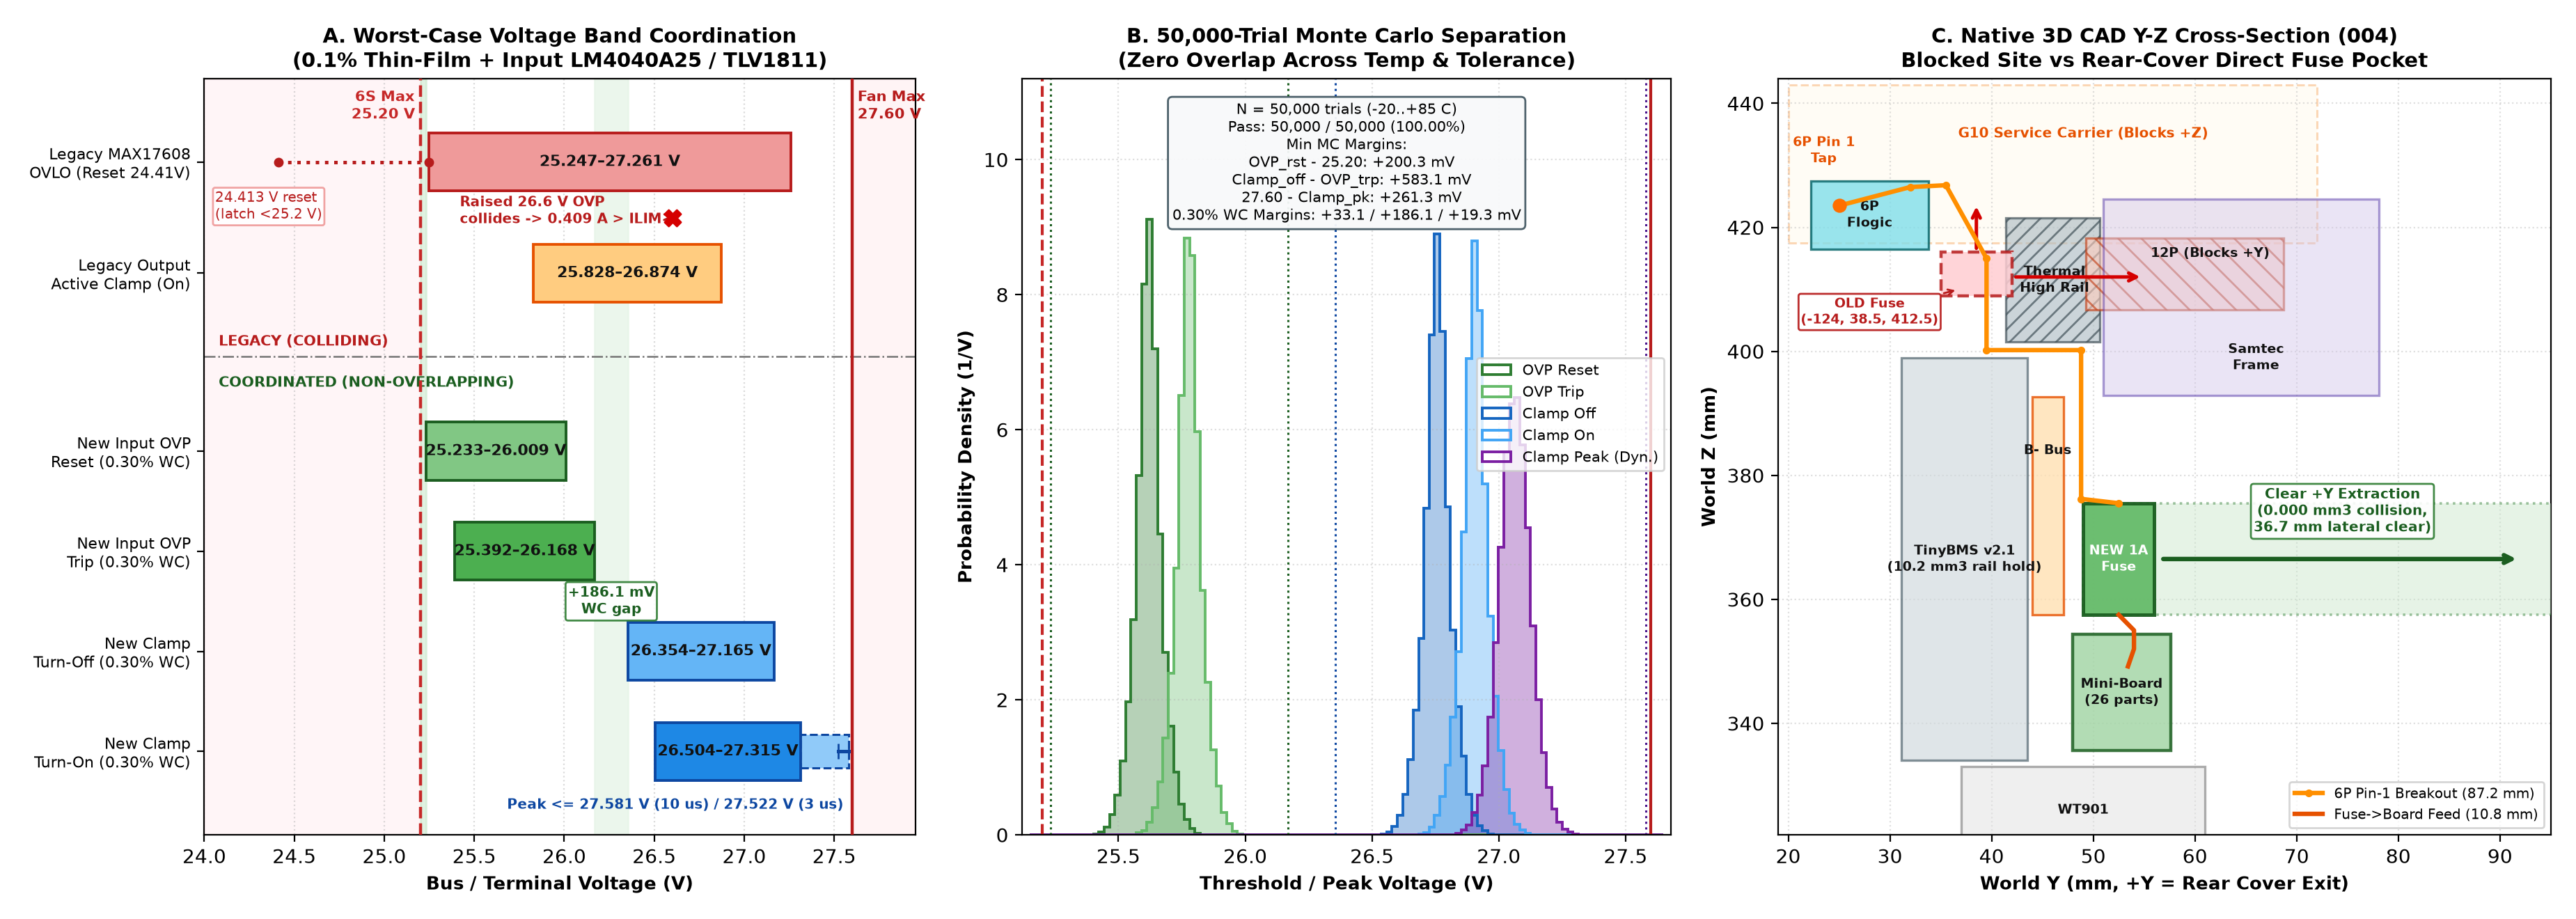 A. Worst-Case Voltage Band Coordination
(0.1% Thin-Film + Input LM4040A25 / TLV1811)
6S Max
25.20 V
Fan Max
27.60 V
Legacy MAX17608
OVLO (Reset 24.41V)
25.247–27.261 V
24.413 V reset
(latch <25.2 V)
Raised 26.6 V OVP
collides -> 0.409 A > ILIM
Legacy Output
Active Clamp (On)
25.828–26.874 V
LEGACY (COLLIDING)
COORDINATED (NON-OVERLAPPING)
New Input OVP
Reset (0.30% WC)
25.233–26.009 V
New Input OVP
Trip (0.30% WC)
25.392–26.168 V
+186.1 mV
WC gap
New Clamp
Turn-Off (0.30% WC)
26.354–27.165 V
New Clamp
Turn-On (0.30% WC)
26.504–27.315 V
Peak <= 27.581 V (10 us) / 27.522 V (3 us)
24.0 24.5 25.0 25.5 26.0 26.5 27.0 27.5
Bus / Terminal Voltage (V)
B. 50,000-Trial Monte Carlo Separation
(Zero Overlap Across Temp & Tolerance)
N = 50,000 trials (-20..+85 C)
Pass: 50,000 / 50,000 (100.00%)
Min MC Margins:
OVP_rst - 25.20: +200.3 mV
Clamp_off - OVP_trp: +583.1 mV
27.60 - Clamp_pk: +261.3 mV
0.30% WC Margins: +33.1 / +186.1 / +19.3 mV
OVP Reset
OVP Trip
Clamp Off
Clamp On
Clamp Peak (Dyn.)
Probability Density (1/V)
10
8
6
4
2
0
25.5 26.0 26.5 27.0 27.5
Threshold / Peak Voltage (V)
C. Native 3D CAD Y-Z Cross-Section (004)
Blocked Site vs Rear-Cover Direct Fuse Pocket
G10 Service Carrier (Blocks +Z)
6P Pin 1
Tap
6P
Flogic
12P (Blocks +Y)
Thermal
High Rail
OLD Fuse
(-124, 38.5, 412.5)
Samtec
Frame
B- Bus
Clear +Y Extraction
(0.000 mm3 collision,
36.7 mm lateral clear)
TinyBMS v2.1
(10.2 mm3 rail hold)
NEW 1A
Fuse
Mini-Board
(26 parts)
WT901
6P Pin-1 Breakout (87.2 mm)
Fuse->Board Feed (10.8 mm)
World Z (mm)
440
420
400
380
360
340
20 30 40 50 60 70 80 90
World Y (mm, +Y = Rear Cover Exit)